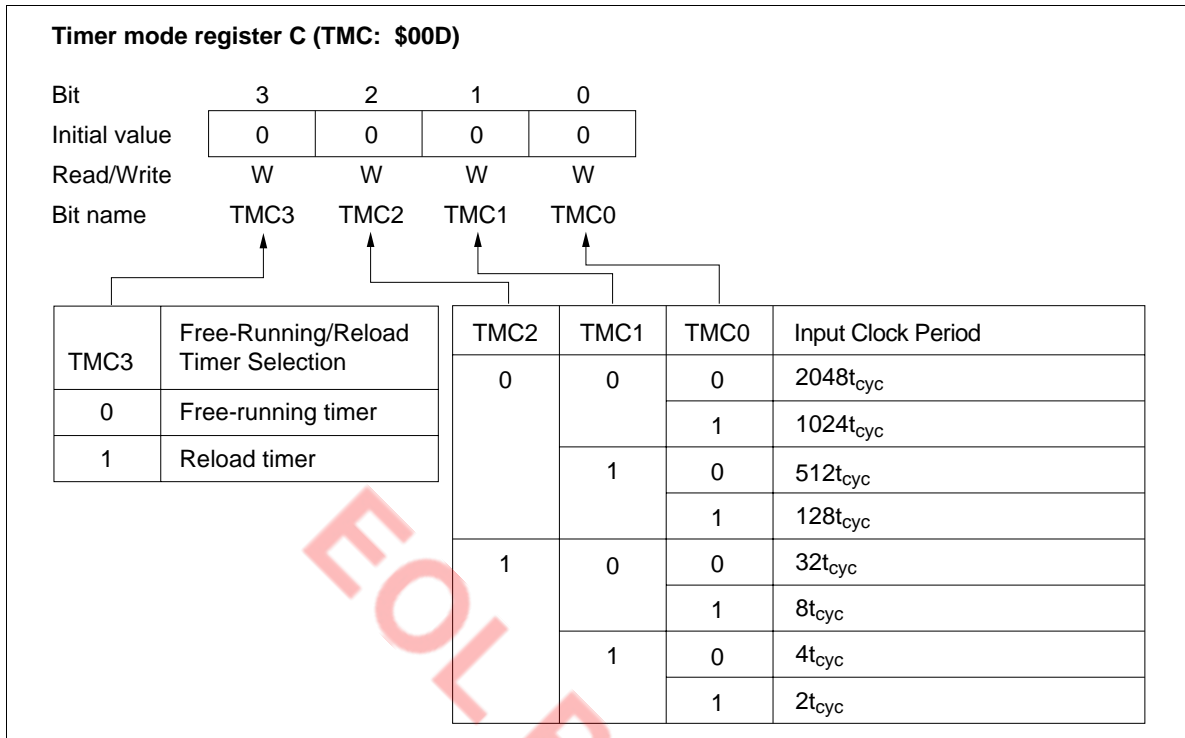 Timer mode register C (TMC: $00D)
Bit 3 2 1 0
Initial value 0 0 0 0
Read/Write W W W W
Bit name TMC3 TMC2 TMC1 TMC0
TMC3 Free-Running/Reload Timer Selection
0 Free-running timer
1 Reload timer
TMC2 TMC1 TMC0 Input Clock Period
0 0 0 2048tcyc
1 1024tcyc
1 0 512tcyc
1 128tcyc
1 0 0 32tcyc
1 8tcyc
1 0 4tcyc
1 2tcyc
EOL